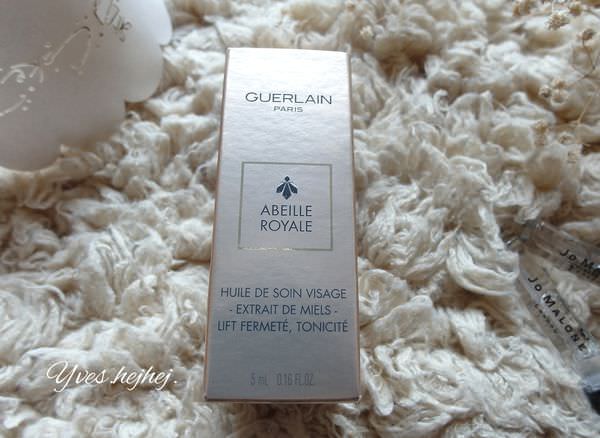 GUERLAIN
PARIS
ABEILLE
ROYALE
HUILE DE SOIN VISAGE
- EXTRAIT DE MIELS -
LIFT FERMETÉ, TONICITÉ
5 mL 0.16 FL.OZ.
Yves.hejhej.
JO MALONE
JO MALONE
LONDON